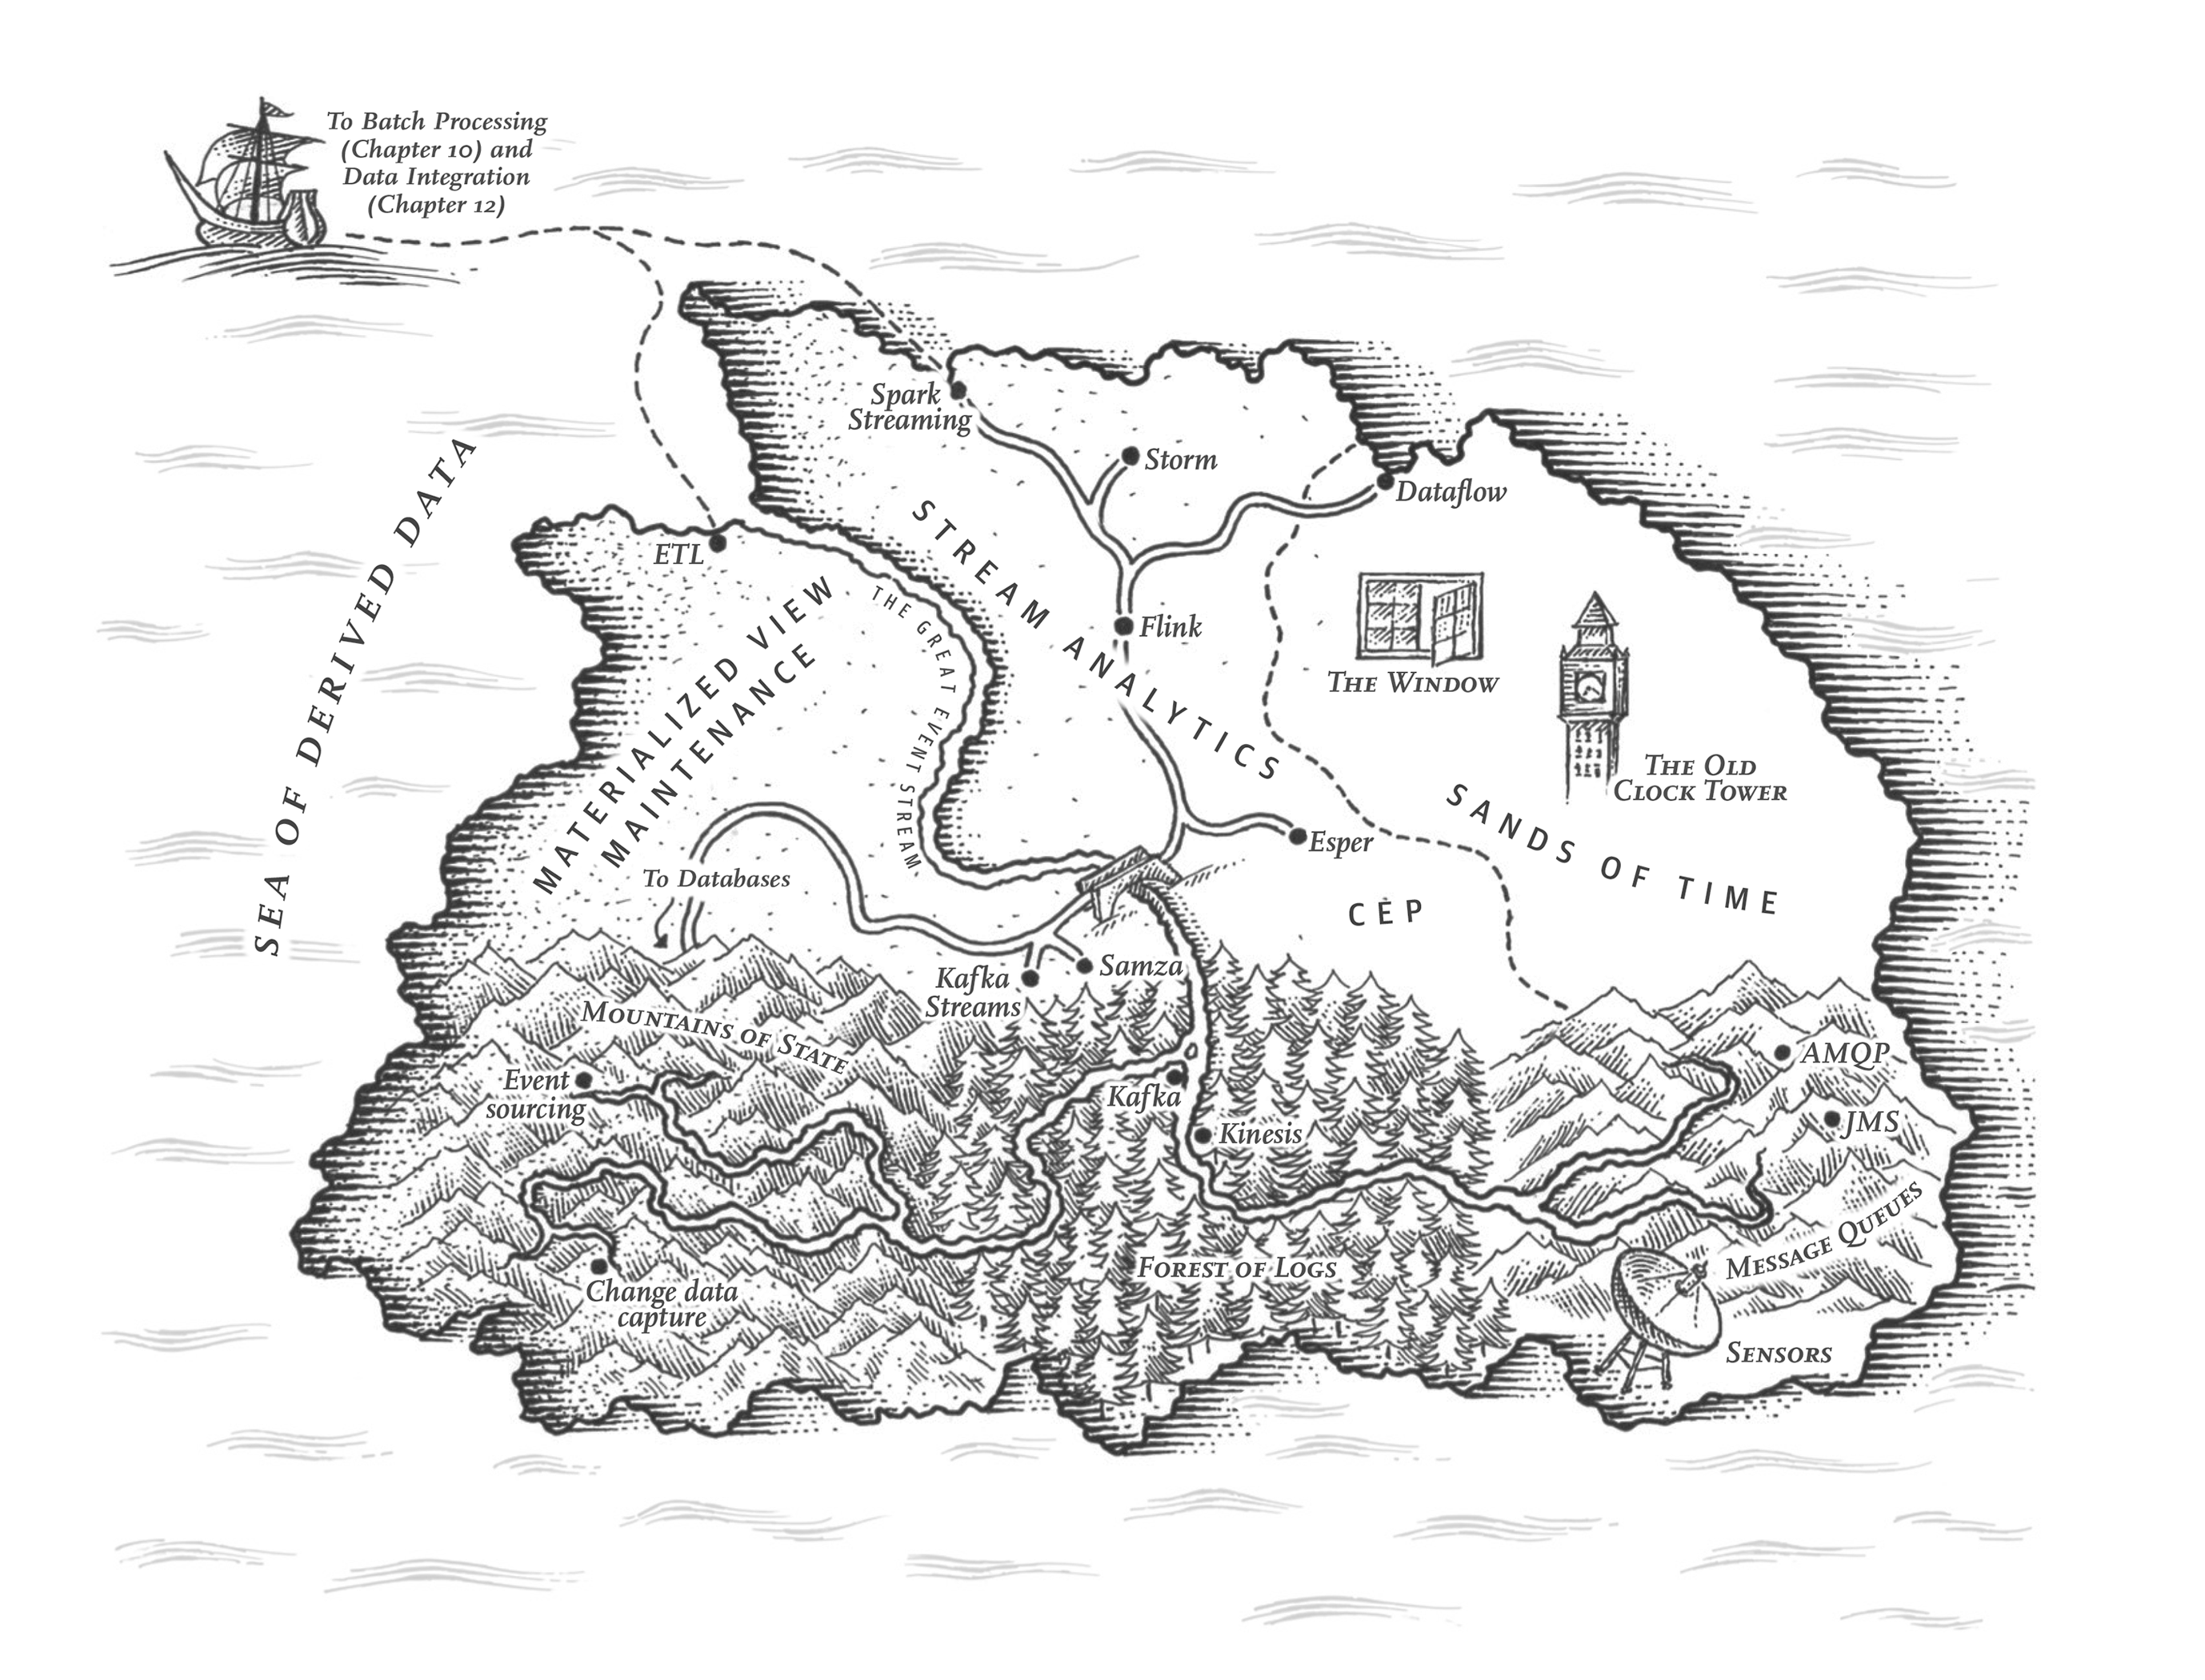 To Batch Processing
(Chapter 10) and
Data Integration
(Chapter 12)
Spark
Streaming
Storm
Dataflow
ETL
SEA OF DERIVED DATA
STREAM ANALYTICS
THE GREAT EVENT STREAM
MATERIALIZED VIEW
MAINTENANCE
Flink
THE WINDOW
THE OLD
CLOCK TOWER
SANDS OF TIME
Esper
To Databases
CEP
Kafka
Streams
Samza
MOUNTAINS OF STATE
Event
sourcing
Kafka
Kinesis
AMQP
JMS
MESSAGE QUEUES
Change data
capture
FOREST OF LOGS
SENSORS